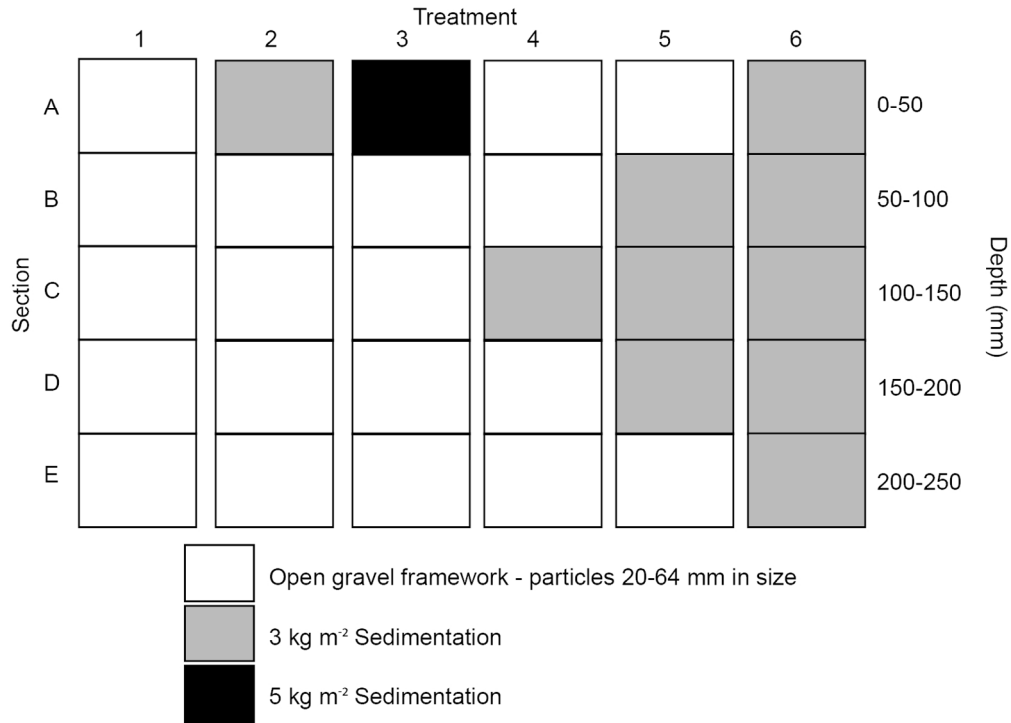 Treatment
1 2 3 4 5 6
A 0-50
B 50-100
C 100-150
D 150-200
E 200-250
Section
Depth (mm)
Open gravel framework - particles 20-64 mm in size
3 kg m⁻² Sedimentation
5 kg m⁻² Sedimentation